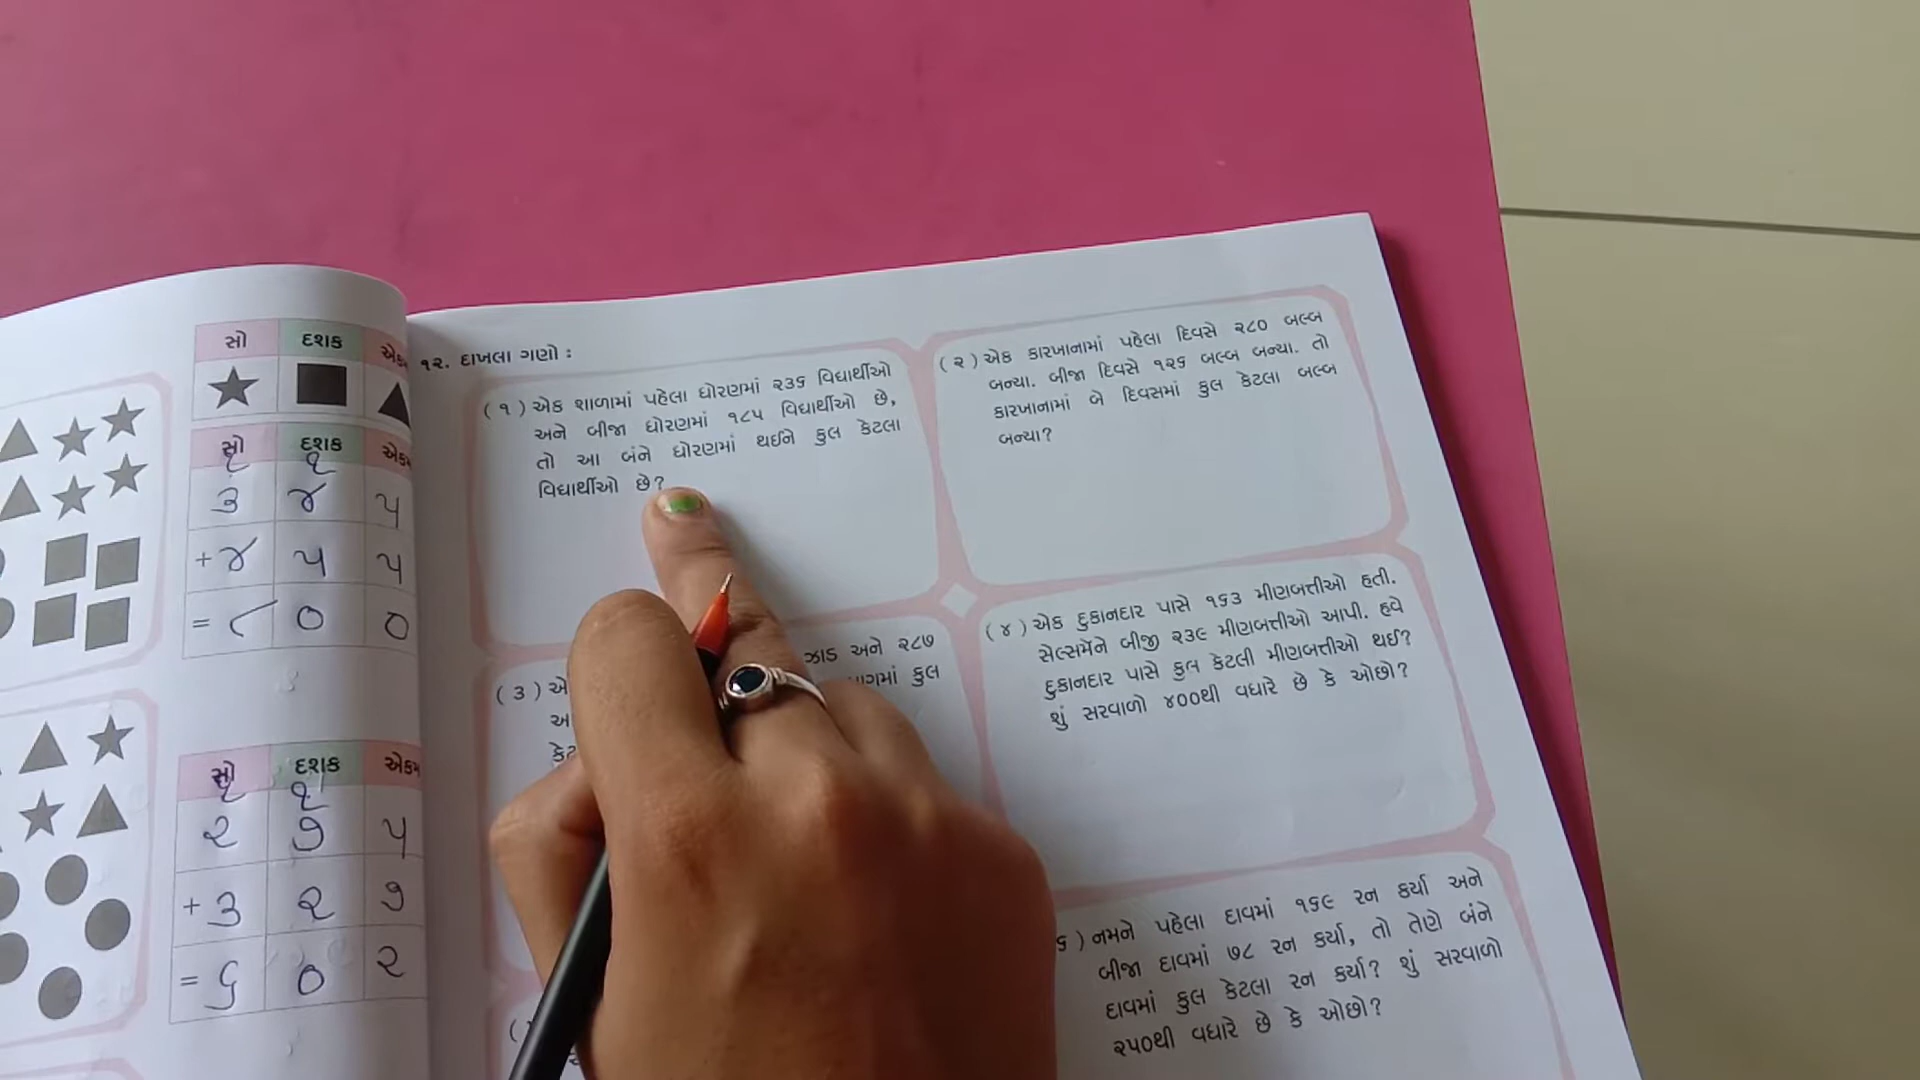 સો દશક એકમ
સો દશક એકમ
૧ ૧
૩ ૪ ૫
+ ૪ ૫ ૫
= ૮ ૦ ૦
સો દશક એકમ
૧ ૧
૨ ૭ ૫
+ ૩ ૨ ૭
= ૬ ૦ ૨
૧૨. દાખલા ગણો :
( ૧ ) એક શાળામાં પહેલા ધોરણમાં ૨૩૬ વિદ્યાર્થીઓ
અને બીજા ધોરણમાં ૧૮૫ વિદ્યાર્થીઓ છે,
તો આ બંને ધોરણમાં થઈને કુલ કેટલા
વિદ્યાર્થીઓ છે?
( ૨ ) એક કારખાનામાં પહેલા દિવસે ૨૮૦ બલ્બ
બન્યા. બીજા દિવસે ૧૨૬ બલ્બ બન્યા. તો
કારખાનામાં બે દિવસમાં કુલ કેટલા બલ્બ
બન્યા?
( ૩ )
ઝાડ અને ૨૮૭
કુલ
( ૪ ) એક દુકાનદાર પાસે ૧૬૩ મીણબત્તીઓ હતી.
સેલ્સમેંને બીજી ૨૩૯ મીણબત્તીઓ આપી. હવે
દુકાનદાર પાસે કુલ કેટલી મીણબત્તીઓ થઈ?
શું સરવાળો ૪૦૦થી વધારે છે કે ઓછો?
૬ ) નમને પહેલા દાવમાં ૧૬૯ રન કર્યા અને
બીજા દાવમાં ૭૮ રન કર્યા, તો તેણે બંને
દાવમાં કુલ કેટલા રન કર્યા? શું સરવાળો
૨૫૦થી વધારે છે કે ઓછો?